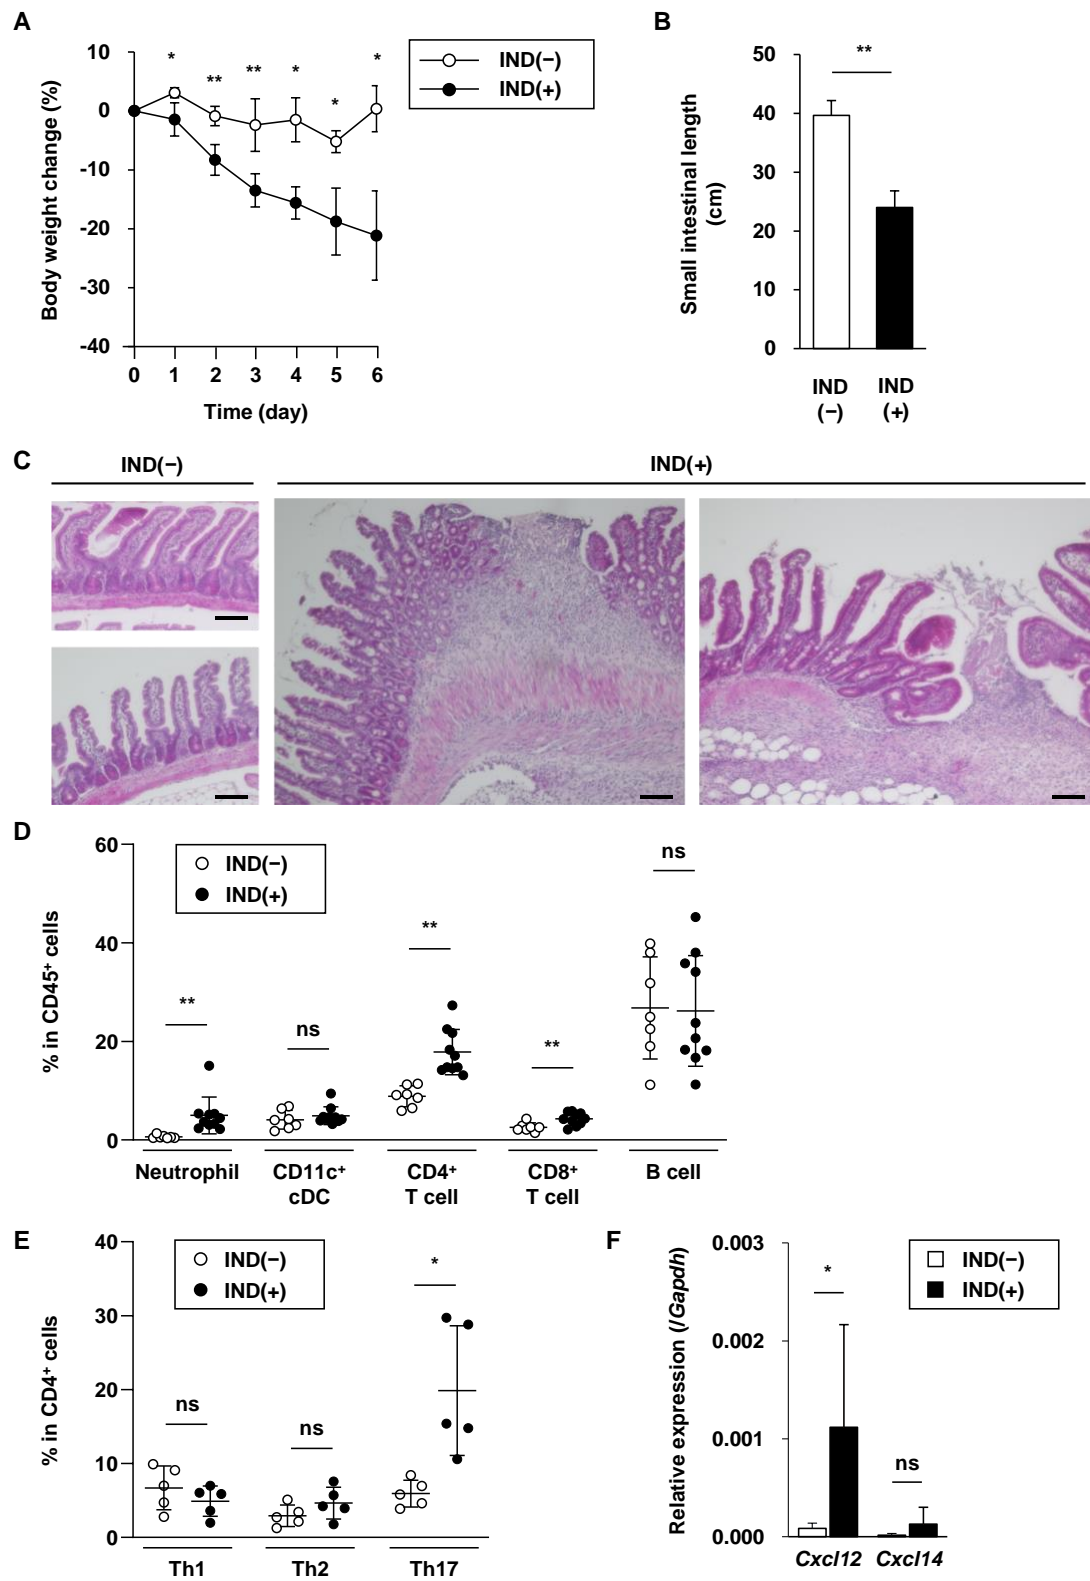 A
Body weight change (%)
10
0
-10
-20
-30
-40
* ** ** * * *
IND(−)
IND(+)
0 1 2 3 4 5 6
Time (day)
B
Small intestinal length
(cm)
50
40
30
20
10
0
**
IND
(−)
IND
(+)
C
IND(−)
IND(+)
D
% in CD45⁺ cells
60
40
20
0
IND(−)
IND(+)
** ns ** ** ns
Neutrophil
CD11c⁺
cDC
CD4⁺
T cell
CD8⁺
T cell
B cell
E
% in CD4⁺ cells
40
30
20
10
0
IND(−)
IND(+)
ns ns *
Th1 Th2 Th17
F
Relative expression (/Gapdh)
0.003
0.002
0.001
0.000
IND(−)
IND(+)
* ns
Cxcl12 Cxcl14